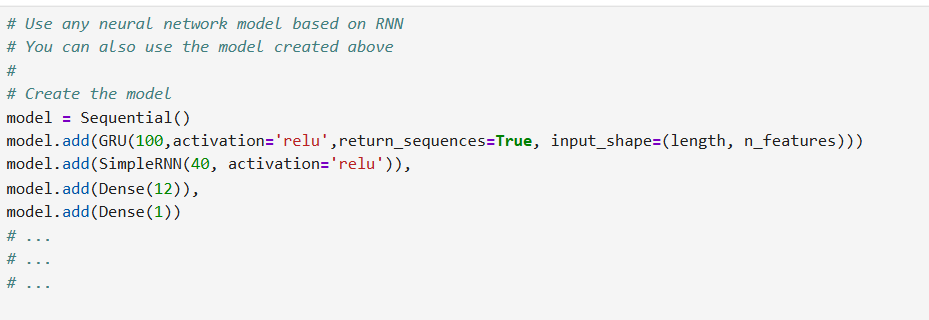 # Use any neural network model based on RNN
# You can also use the model created above
#
# Create the model
model = Sequential()
model.add(GRU(100,activation='relu',return_sequences=True, input_shape=(length, n_features)))
model.add(SimpleRNN(40, activation='relu')),
model.add(Dense(12)),
model.add(Dense(1))
# ...
# ...
# ...